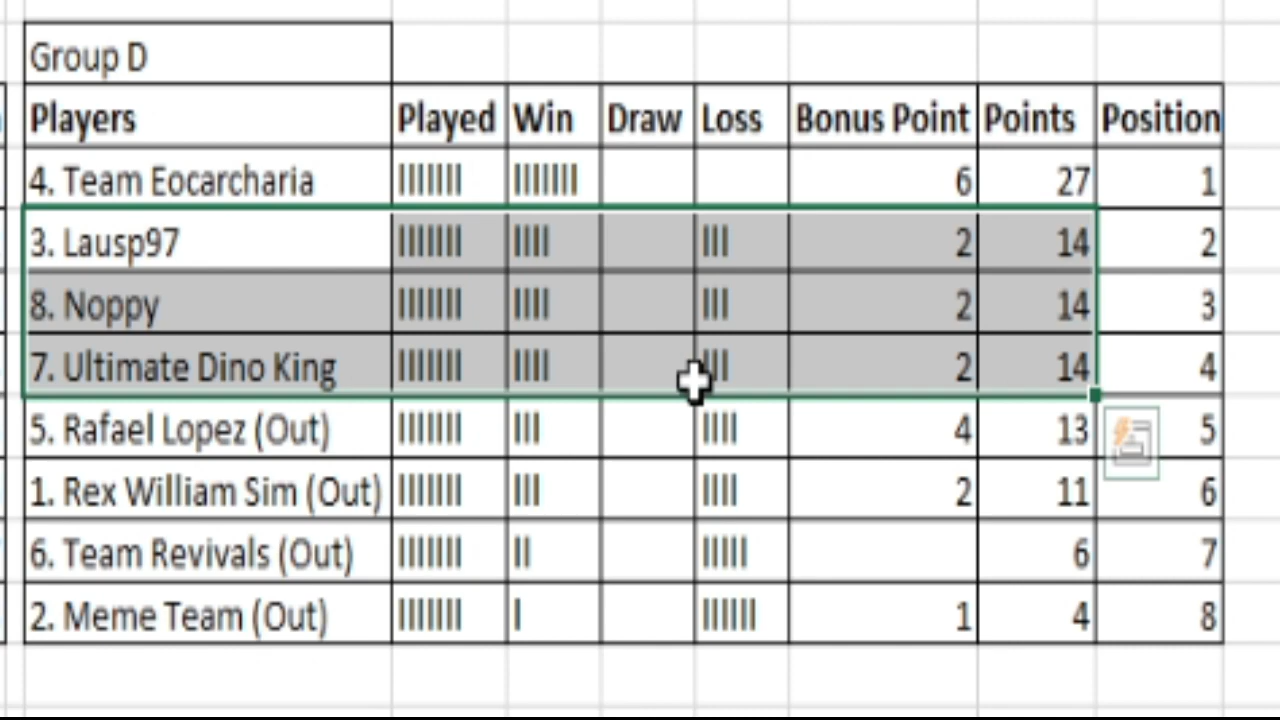 Group D
Players Played Win Draw Loss Bonus Point Points Position
4. Team Eocarcharia IIIIIII IIIIIII 6 27 1
3. Lausp97 IIIIIII IIII III 2 14 2
8. Noppy IIIIIII IIII III 2 14 3
7. Ultimate Dino King IIIIIII IIII III 2 14 4
5. Rafael Lopez (Out) IIIIIII III IIII 4 13 5
1. Rex William Sim (Out) IIIIIII III IIII 2 11 6
6. Team Revivals (Out) IIIIIII II IIIII 6 7
2. Meme Team (Out) IIIIIII I IIIIII 1 4 8